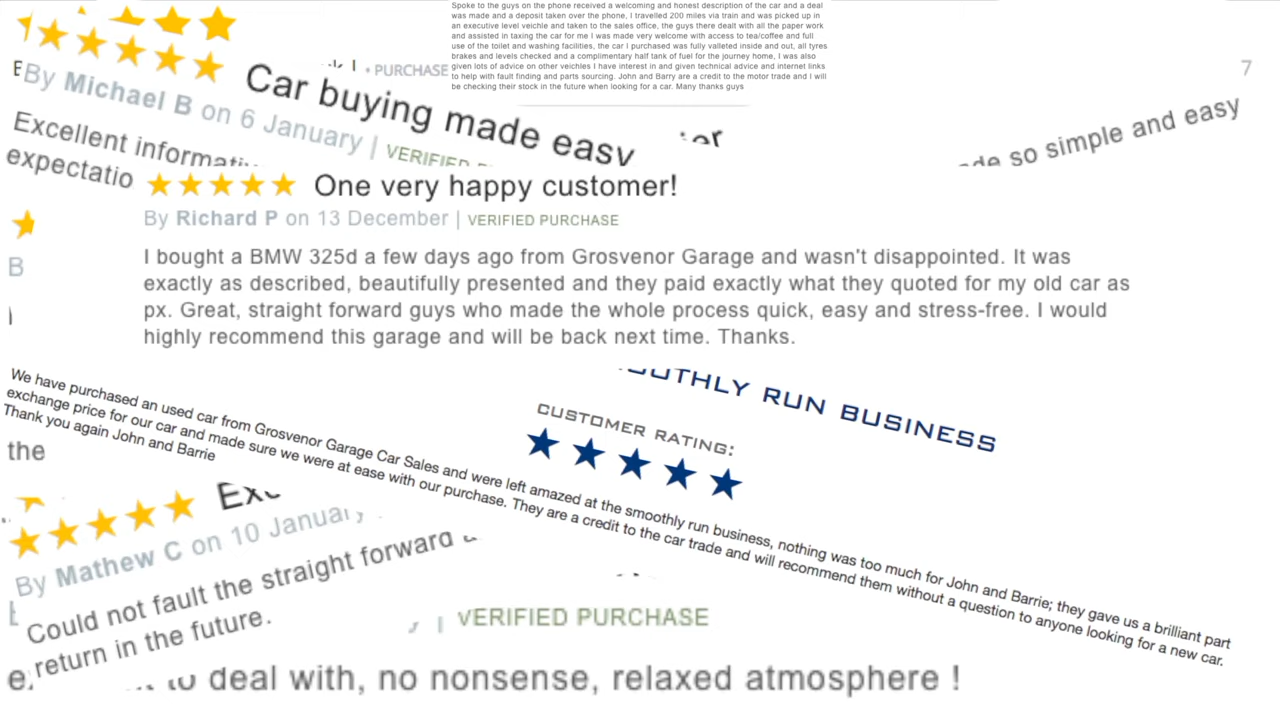 Spoke to the guys on the phone received a welcoming and honest description of the car and a deal
was made and a deposit taken over the phone, I travelled 200 miles via train and was picked up in
an executive level veichle and taken to the sales office, the guys there dealt with all the paper work
and assisted in taxing the car for me I was made very welcome with access to tea/coffee and full
use of the toilet and washing facilities, the car I purchased was fully valleted inside and out, all tyres
brakes and levels checked and a complimentary half tank of fuel for the journey home, I was also
given lots of advice on other veichles I have interest in and given technical advice and internet links
to help with fault finding and parts sourcing. John and Barry are a credit to the motor trade and I will
be checking their stock in the future when looking for a car. Many thanks guys
PURCHASE
7
Car buying made easy
By Michael B on 6 January | VERIFIED
Excellent
so simple and easy
One very happy customer!
By Richard P on 13 December | VERIFIED PURCHASE
I bought a BMW 325d a few days ago from Grosvenor Garage and wasn't disappointed. It was
exactly as described, beautifully presented and they paid exactly what they quoted for my old car as
px. Great, straight forward guys who made the whole process quick, easy and stress-free. I would
highly recommend this garage and will be back next time. Thanks.
B
RUN BUSINESS
CUSTOMER RATING:
We have purchased an used car from Grosvenor Garage Car Sales and were left amazed at the smoothly run business, nothing was too much for John and Barrie; they gave us a brilliant part
exchange price for our car and made sure we were at ease with our purchase. They are a credit to the car trade and will recommend them without a question to anyone looking for a new car.
Thank you again John and Barrie
the
By Mathew C on 10
Could not fault the straight forward
return in the future.
VERIFIED PURCHASE
deal with, no nonsense, relaxed atmosphere !